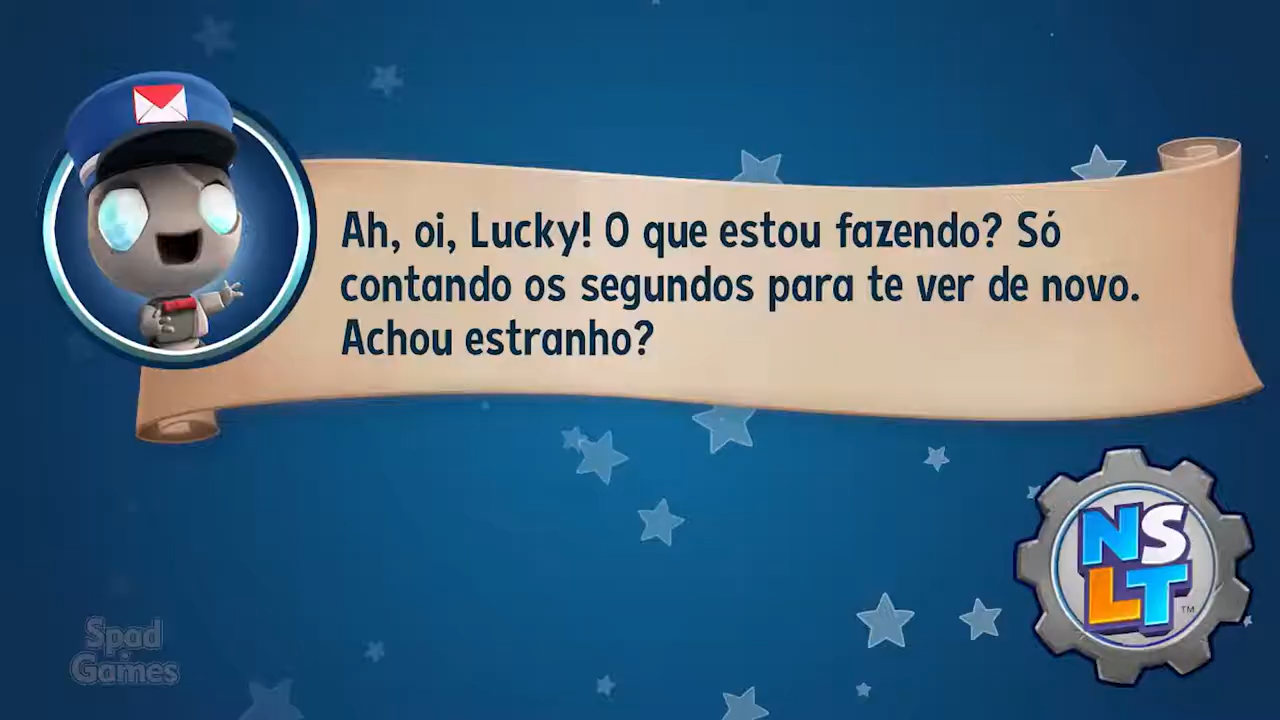 Ah, oi, Lucky! O que estou fazendo? Só
contando os segundos para te ver de novo.
Achou estranho?
NS
LT
TM
Spad
Games